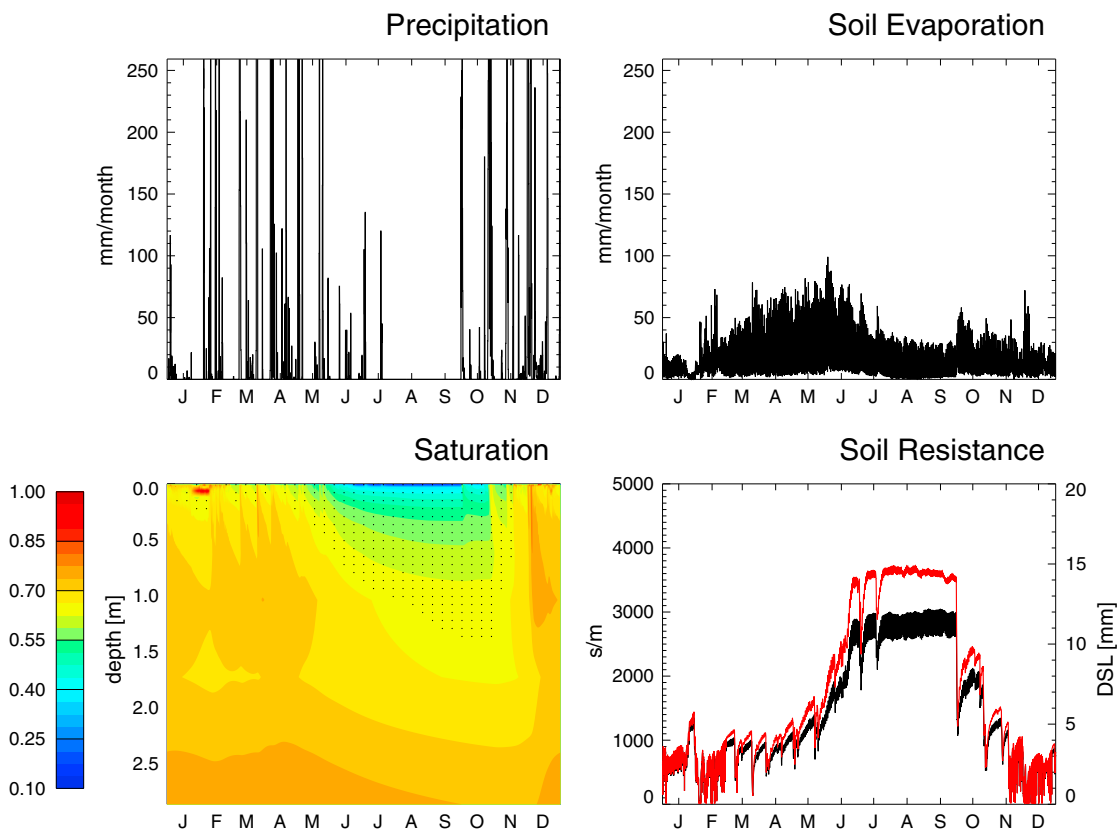 Precipitation
250
200
150
100
50
0
mm/month
J F M A M J J A S O N D
Soil Evaporation
250
200
150
100
50
0
mm/month
J F M A M J J A S O N D
Saturation
1.00
0.85
0.70
0.55
0.40
0.25
0.10
0.0
0.5
1.0
1.5
2.0
2.5
depth [m]
J F M A M J J A S O N D
Soil Resistance
5000
4000
3000
2000
1000
0
s/m
20
15
10
5
0
DSL [mm]
J F M A M J J A S O N D